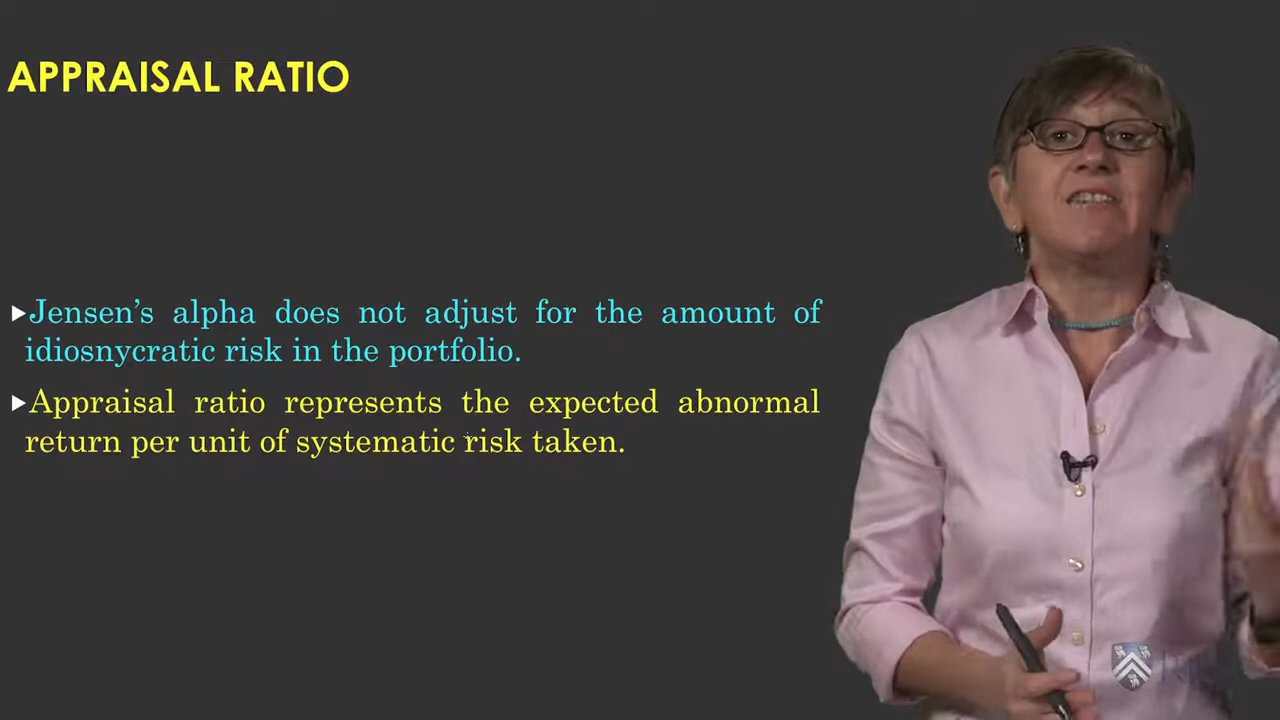 APPRAISAL RATIO
▸Jensen’s alpha does not adjust for the amount of
idiosnycratic risk in the portfolio.
▸Appraisal ratio represents the expected abnormal
return per unit of systematic risk taken.